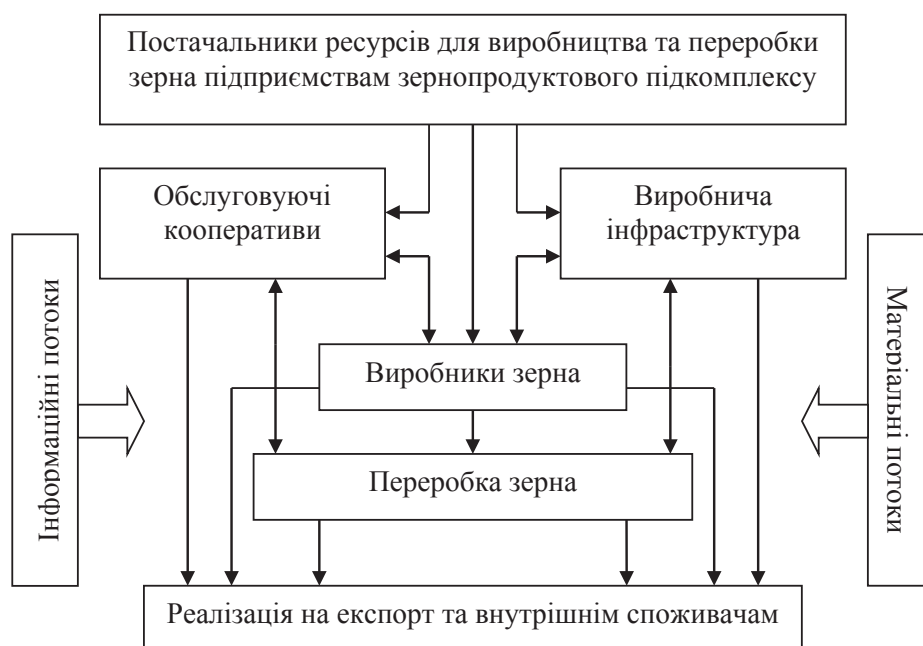 Постачальники ресурсів для виробництва та переробки
зерна підприємствам зернопродуктового підкомплексу
Обслуговуючі
кооперативи
Виробнича
інфраструктура
Інформаційні потоки
Матеріальні потоки
Виробники зерна
Переробка зерна
Реалізація на експорт та внутрішнім споживачам